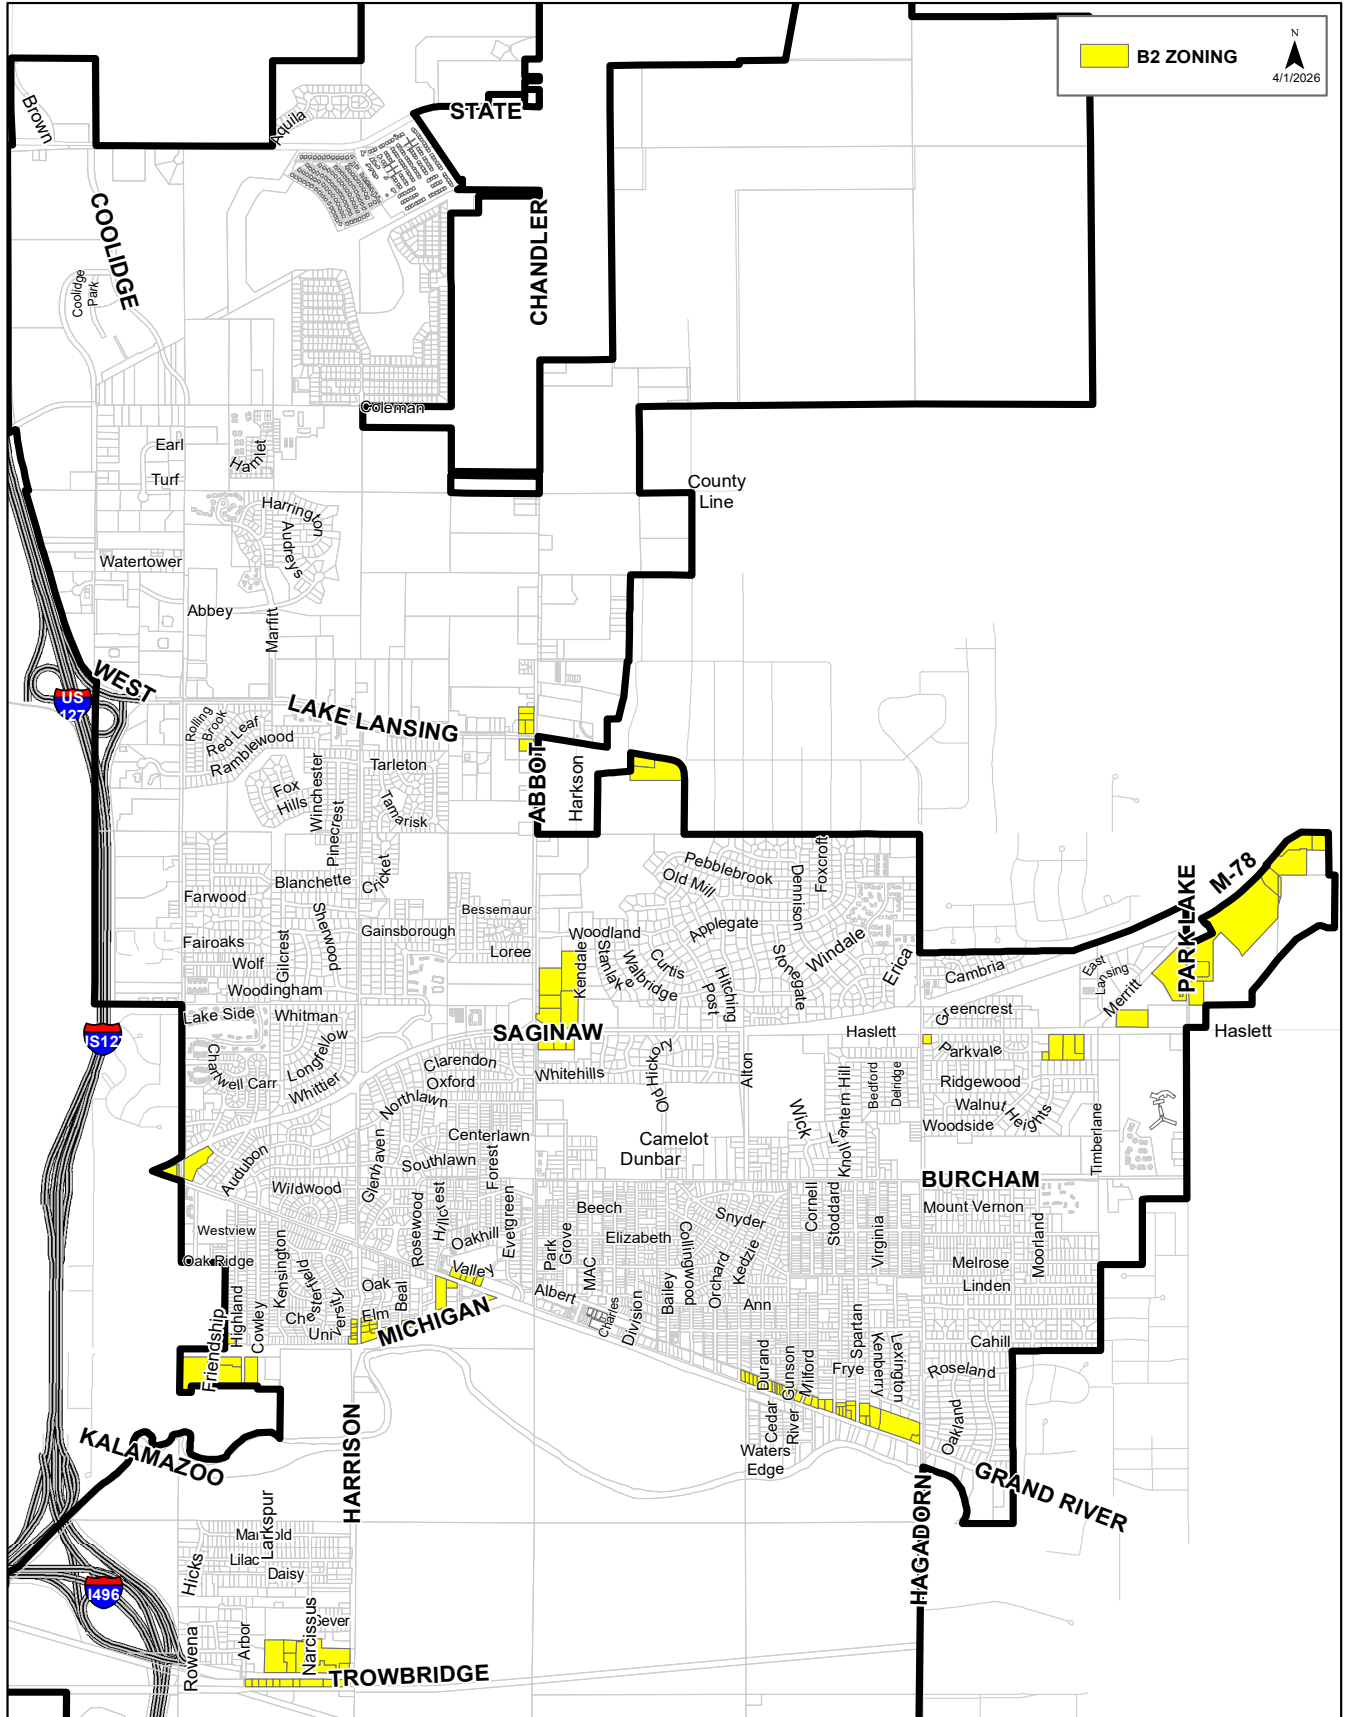 B2 ZONING
N
4/1/2026
STATE
Brown
Aquila
COOLIDGE
CHANDLER
Coolidge
Park
Coleman
Earl
Hamlet
Turf
County
Line
Harrington
Audreys
Watertower
Abbey
Marfitt
WEST
US
127
LAKE LANSING
Rolling
Brook
Red Leaf
Ramblewood
ABBOT
Harkson
Tarleton
Fox
Hills
Winchester
Tamarisk
Pinecrest
Cricket
Blanchette
Farwood
Pebblebrook
Old Mill
Dennison
Foxcroft
M-78
PARK LAKE
Bessemaur
Sherwood
Gainsborough
Applegate
Woodland
Fairoaks
Gilcrest
Loree
Kendale
Stanlake
Walbridge
Curtis
Windale
Stonegate
Erica
Wolf
Woodingham
Hitching
Post
Cambria
East
Lansing
Merritt
Greencrest
Lake Side
Whitman
SAGINAW
Haslett
Haslett
US127
Chartwell Carr
Longfellow
Whittier
Clarendon
Oxford
Whitehills
Old Hickory
Alton
Parkvale
Ridgewood
Walnut
Heights
Bedford
Delridge
Lantern Hill
Northlawn
Wick
Knoll
Woodside
Centerlawn
Camelot
Dunbar
Timberlane
Glenhaven
Southlawn
Forest
Audubon
Wildwood
BURCHAM
Mount Vernon
Rosewood
Hillcrest
Evergreen
Beech
Snyder
Cornell
Stoddard
Moorland
Westview
Oakhill
Park
Grove
Elizabeth
Collingwood
Kedzie
Virginia
Oak Ridge
Kensington
Valley
MAC
Melrose
Chesterfield
Oak
Beal
Albert
Bailey
Orchard
Linden
Highland
Cowley
University
Elm
MICHIGAN
Charles
Division
Ann
Spartan
Cahill
Friendship
Durand
Gunson
Milford
Frye
Kenberry
Lexington
Roseland
KALAMAZOO
HARRISON
Cedar
River
Waters
Edge
Oakland
GRAND RIVER
HAGADORN
Larkspur
Hicks
Lilac
Daisy
I496
Narcissus
Sever
Rowena
Arbor
TROWBRIDGE